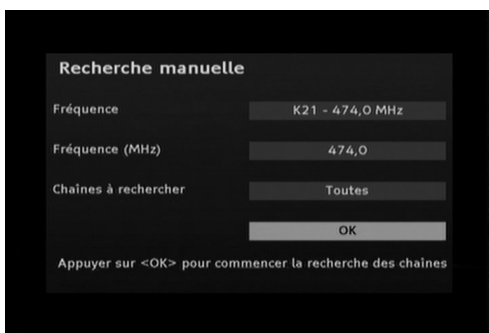 Recherche manuelle
Fréquence K21 - 474,0 MHz
Fréquence (MHz) 474,0
Chaînes à rechercher Toutes
OK
Appuyer sur <OK> pour commencer la recherche des chaînes